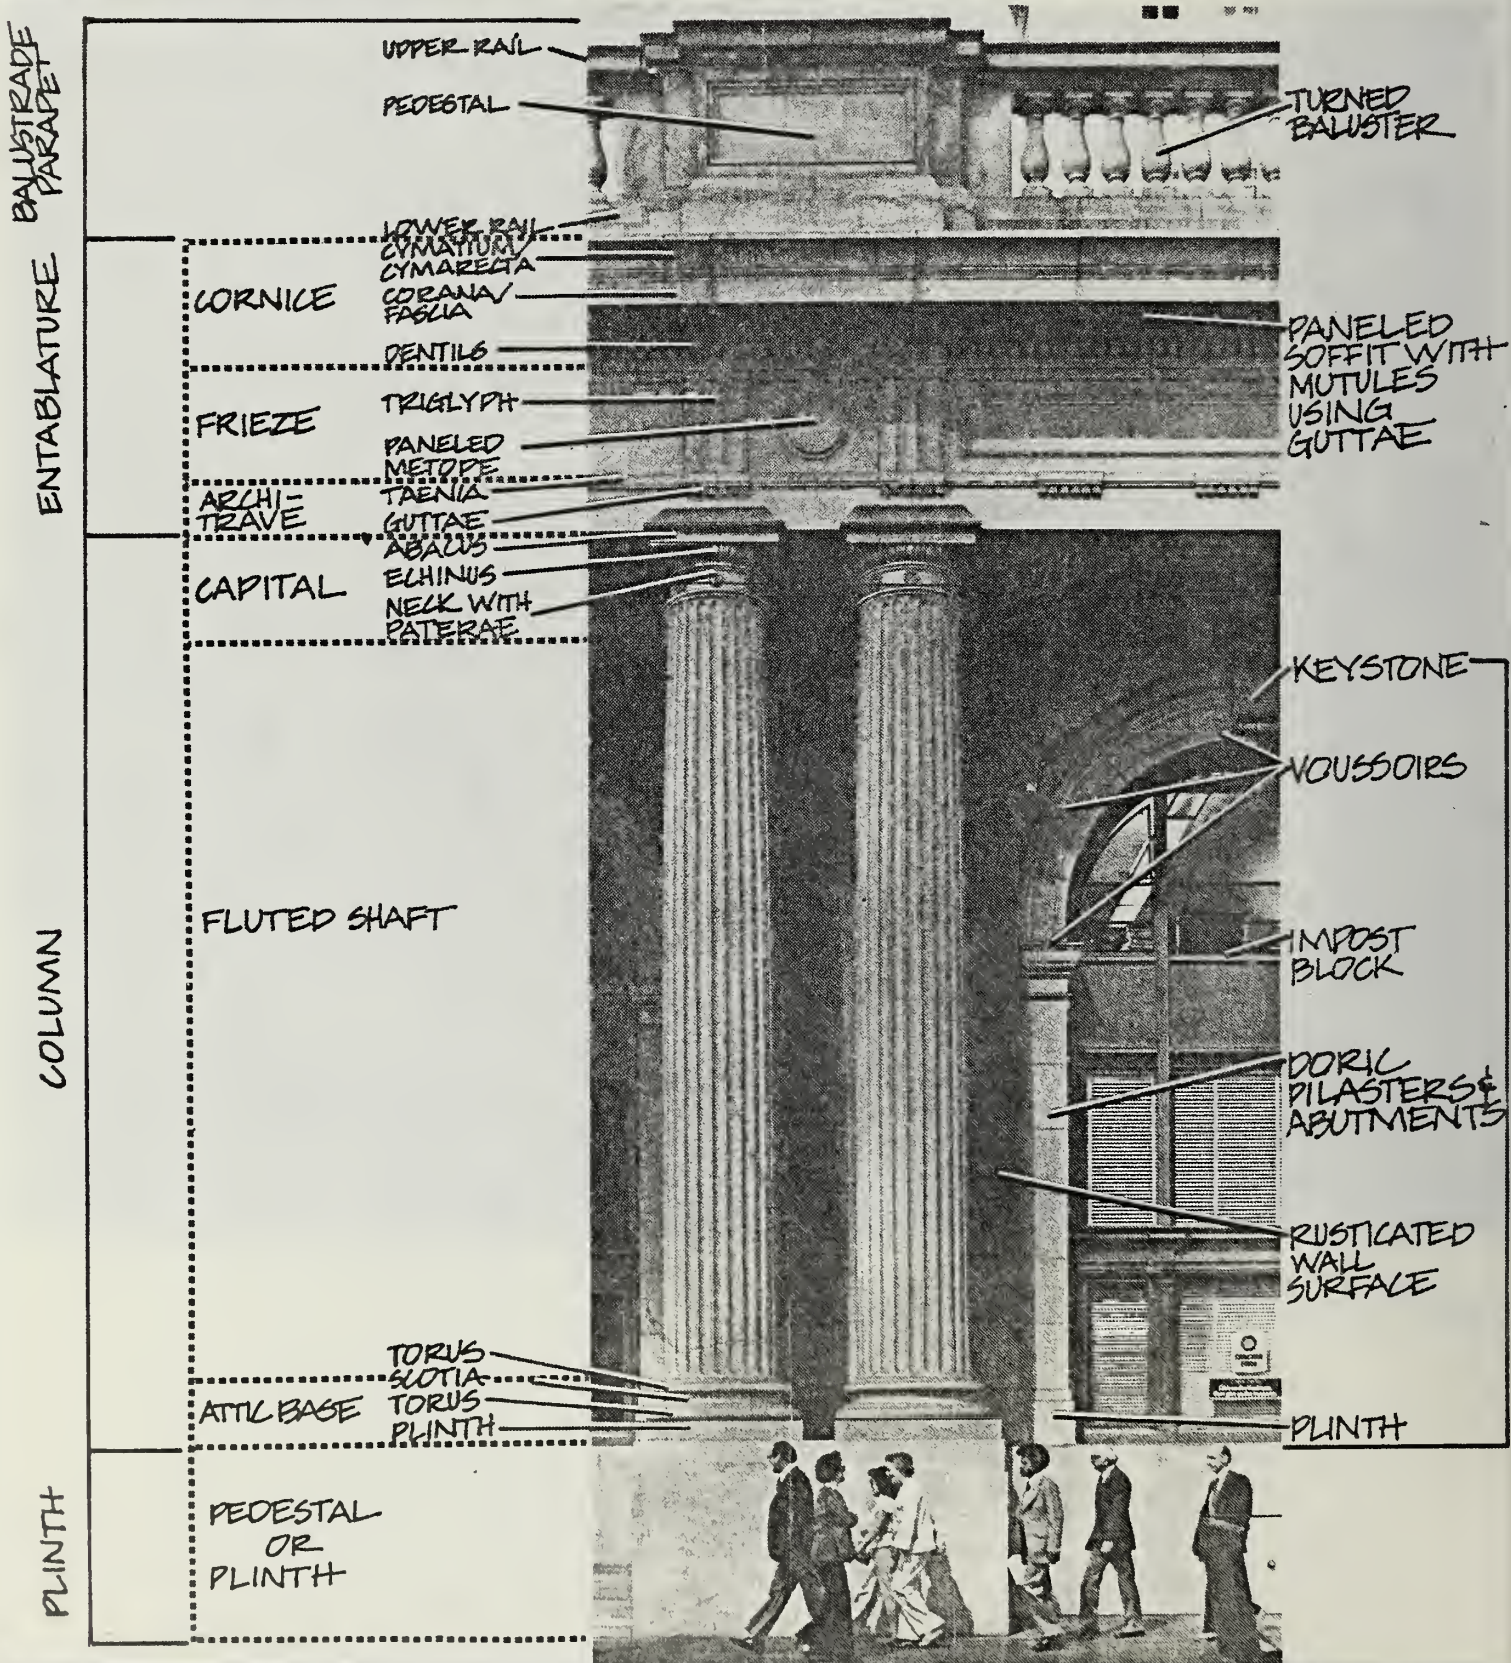 BALUSTRADE
PARAPET
ENTABLATURE
COLUMN
PLINTH
CORNICE
FRIEZE
ARCHI-
TRAVE
CAPITAL
FLUTED SHAFT
ATTIC BASE
PEDESTAL
OR
PLINTH
UPPER RAIL
PEDESTAL
LOWER RAIL
CYMATIUM/
CYMARECTA
CORANA/
FASCIA
DENTILS
TRIGLYPH
PANELED
METOPE
TAENIA
GUTTAE
ABACUS
ECHINUS
NECK WITH
PATERAE
TORUS
SCOTIA
TORUS
PLINTH
TURNED
BALUSTER
PANELED
SOFFIT WITH
MUTULES
USING
GUTTAE
KEYSTONE
VOUSSOIRS
IMPOST
BLOCK
DORIC
PILASTERS &
ABUTMENTS
RUSTICATED
WALL
SURFACE
PLINTH